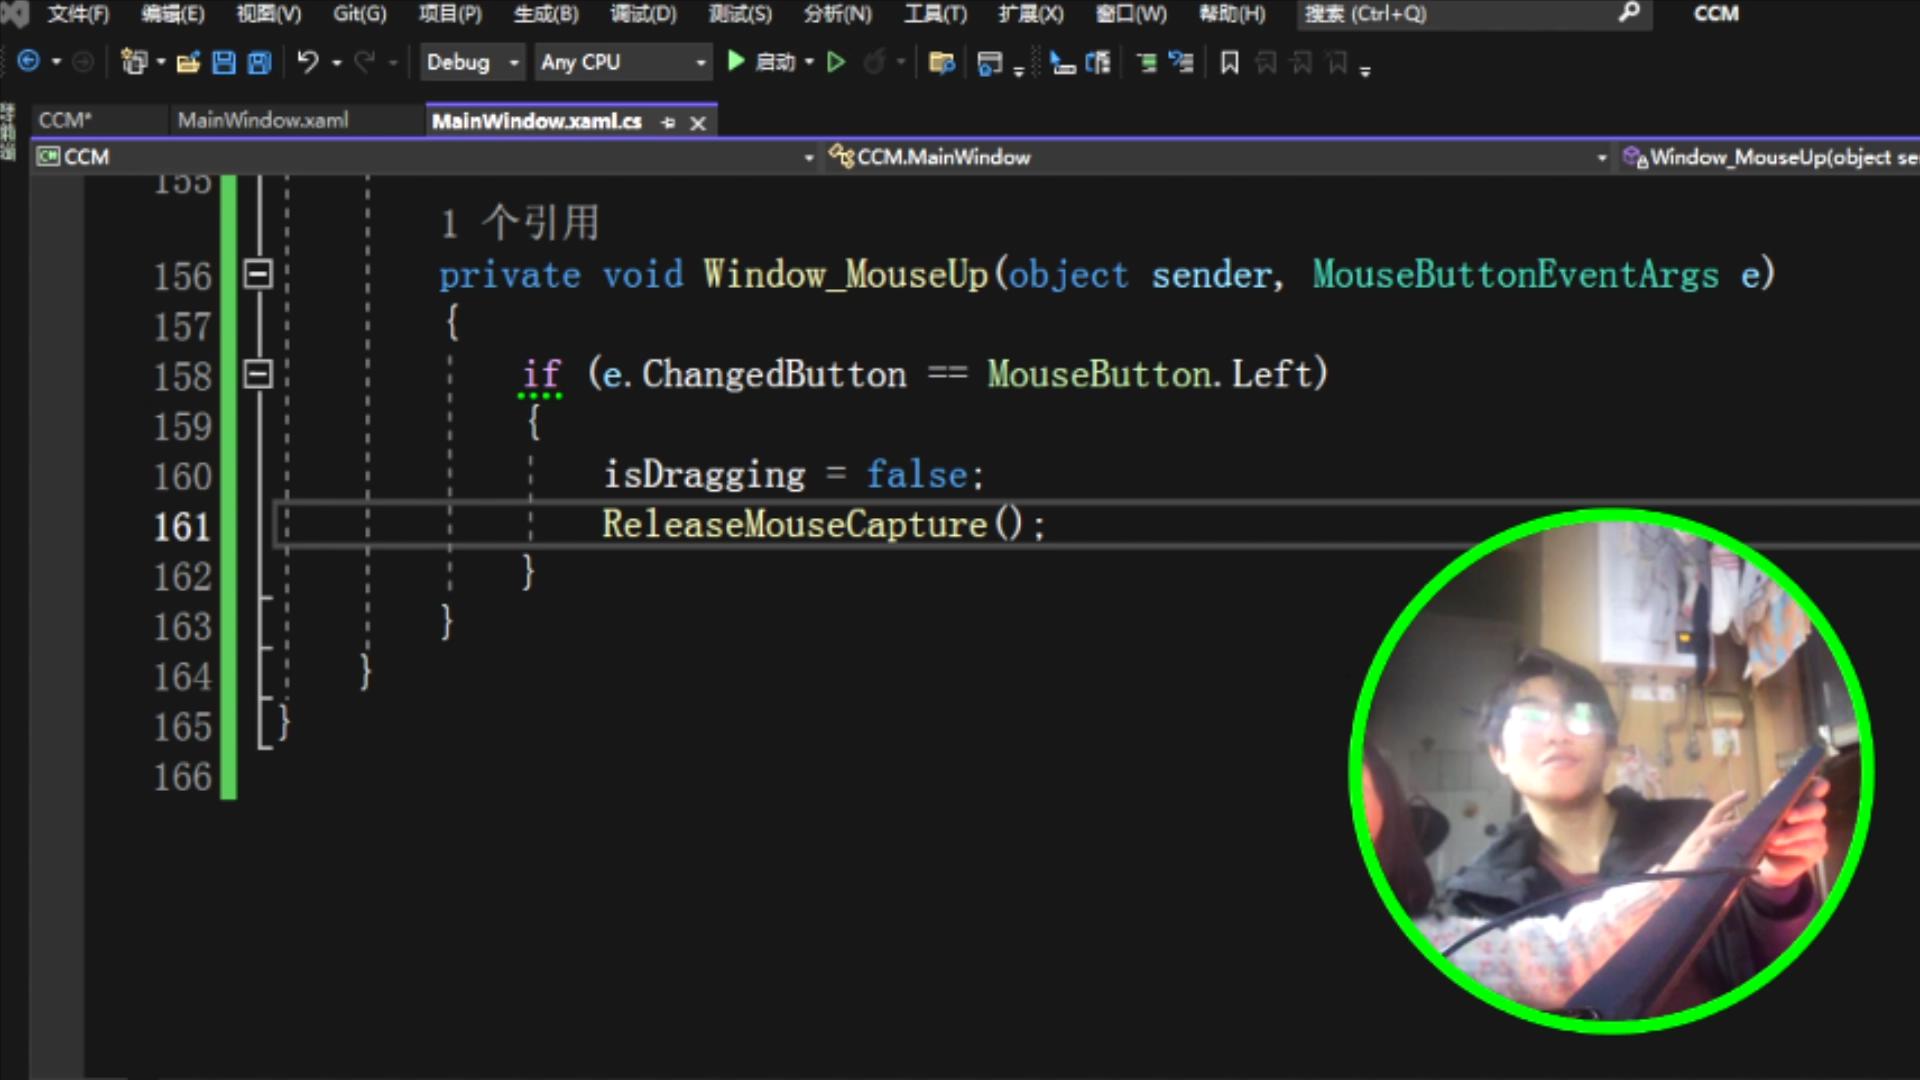 文件(F) 编辑(E) 视图(V) Git(G) 项目(P) 生成(B) 调试(D) 测试(S) 分析(N) 工具(T) 扩展(X) 窗口(W) 帮助(H) 搜索 (Ctrl+Q) CCM
Debug Any CPU 启动
CCM* MainWindow.xaml MainWindow.xaml.cs
C# CCM CCM.MainWindow Window_MouseUp(object se
155
1 个引用
156 private void Window_MouseUp(object sender, MouseButtonEventArgs e)
157 {
158 if (e.ChangedButton == MouseButton.Left)
159 {
160 isDragging = false;
161 ReleaseMouseCapture();
162 }
163 }
164 }
165 }
166